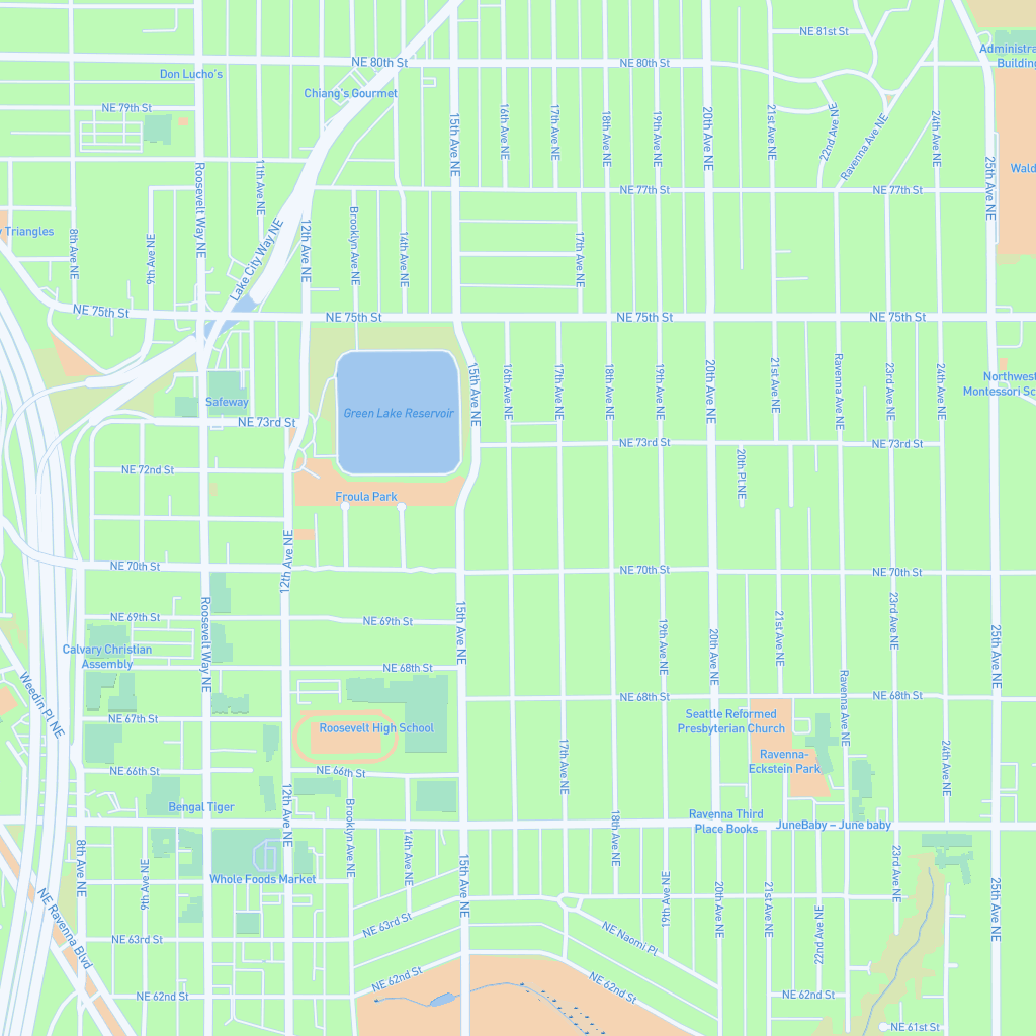 NE 81st St
Administra
Building
NE 80th St
NE 80th St
Don Lucho's
Chiang's Gourmet
NE 79th St
15th Ave NE
16th Ave NE
17th Ave NE
18th Ave NE
19th Ave NE
20th Ave NE
21st Ave NE
22nd Ave NE
Ravenna Ave NE
24th Ave NE
25th Ave NE
Wald
Roosevelt Way NE
11th Ave NE
NE 77th St
NE 77th St
Triangles
8th Ave NE
9th Ave NE
Lake City Way NE
12th Ave NE
Brooklyn Ave NE
14th Ave NE
17th Ave NE
NE 75th St
NE 75th St
NE 75th St
NE 75th St
15th Ave NE
16th Ave NE
17th Ave NE
18th Ave NE
19th Ave NE
20th Ave NE
21st Ave NE
Ravenna Ave NE
23rd Ave NE
24th Ave NE
Northwest
Montessori Sc
Safeway
Green Lake Reservoir
NE 73rd St
NE 73rd St
NE 73rd St
NE 72nd St
20th Pl NE
Froula Park
12th Ave NE
NE 70th St
NE 70th St
NE 70th St
Roosevelt Way NE
15th Ave NE
NE 69th St
NE 69th St
19th Ave NE
20th Ave NE
21st Ave NE
23rd Ave NE
25th Ave NE
Calvary Christian
Assembly
NE 68th St
Weedin Pl NE
NE 68th St
NE 68th St
Ravenna Ave NE
NE 67th St
Roosevelt High School
Seattle Reformed
Presbyterian Church
17th Ave NE
Ravenna-
Eckstein Park
24th Ave NE
NE 66th St
NE 66th St
12th Ave NE
Brooklyn Ave NE
Bengal Tiger
18th Ave NE
Ravenna Third
Place Books
JuneBaby – June baby
8th Ave NE
9th Ave NE
14th Ave NE
15th Ave NE
23rd Ave NE
Whole Foods Market
19th Ave NE
20th Ave NE
21st Ave NE
22nd Ave NE
25th Ave NE
NE Ravenna Blvd
NE 63rd St
NE 63rd St
NE Naomi Pl
NE 62nd St
NE 62nd St
NE 62nd St
NE 62nd St
NE 61st St